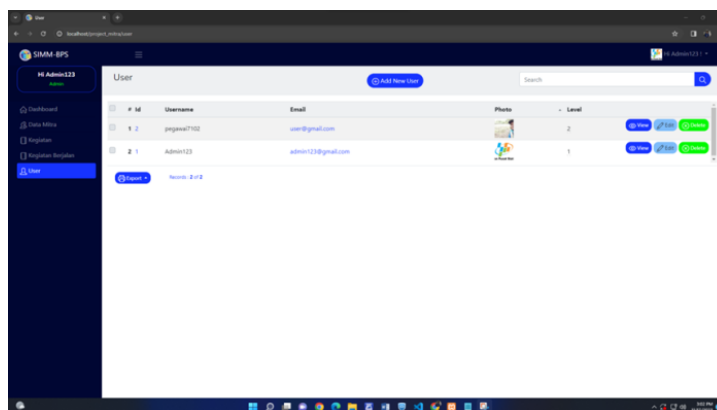 User
localhost/project_mitra/user
SIMM-BPS
Hi Admin123 !
Hi Admin123
Admin
Dashboard
Data Mitra
Kegiatan
Kegiatan Berjalan
User
User
Add New User
Search
# Id Username Email Photo Level
1 2 pegawai7102 user@gmail.com 2 View Edit Delete
2 1 Admin123 admin123@gmail.com 1 View Edit Delete
Export
Records : 2 of 2